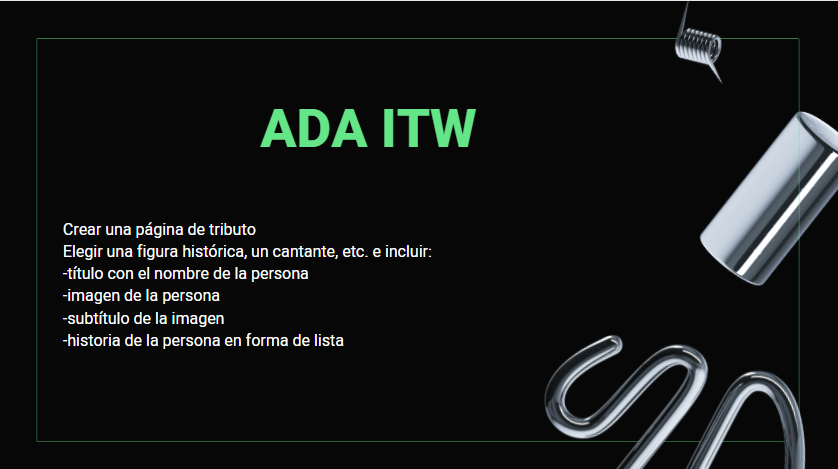 ADA ITW
Crear una página de tributo
Elegir una figura histórica, un cantante, etc. e incluir:
-título con el nombre de la persona
-imagen de la persona
-subtítulo de la imagen
-historia de la persona en forma de lista